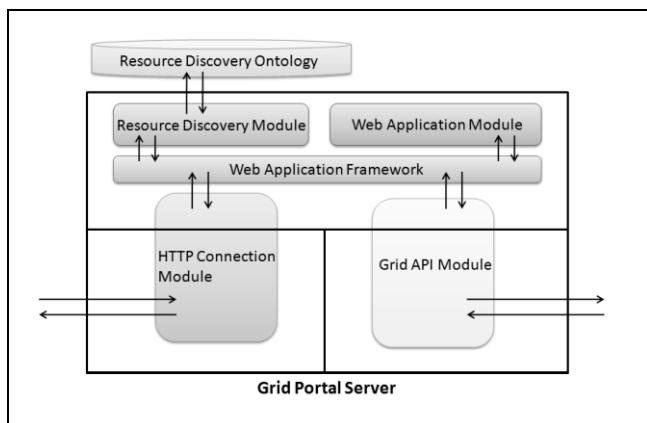 Resource Discovery Ontology
Resource Discovery Module
Web Application Module
Web Application Framework
HTTP Connection
Module
Grid API Module
Grid Portal Server